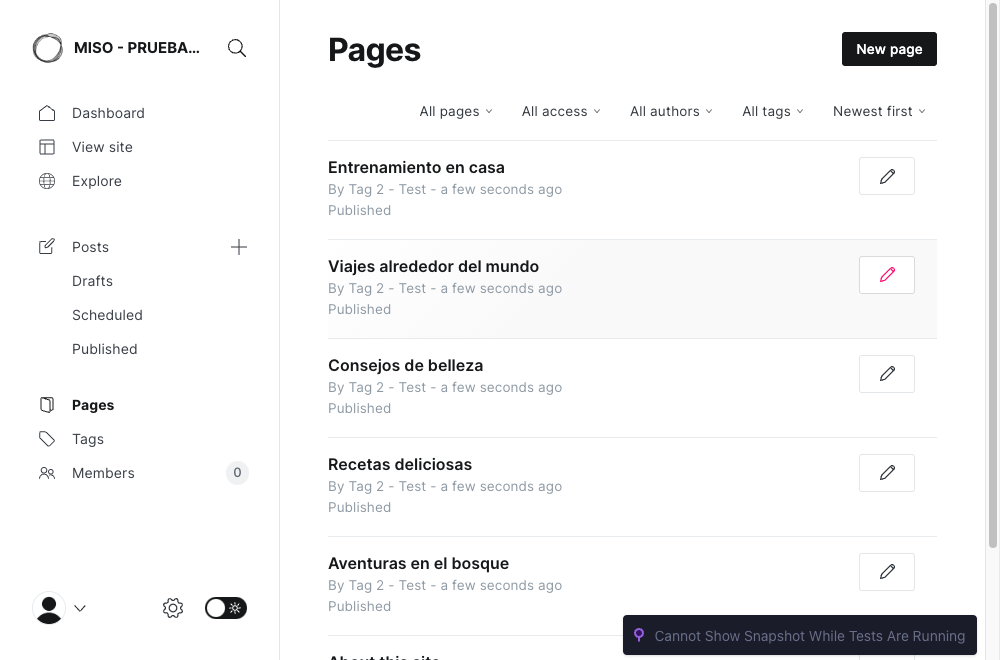 MISO - PRUEBA...
Dashboard
View site
Explore
Posts
Drafts
Scheduled
Published
Pages
Tags
Members 0
Pages
New page
All pages All access All authors All tags Newest first
Entrenamiento en casa
By Tag 2 - Test - a few seconds ago
Published
Viajes alrededor del mundo
By Tag 2 - Test - a few seconds ago
Published
Consejos de belleza
By Tag 2 - Test - a few seconds ago
Published
Recetas deliciosas
By Tag 2 - Test - a few seconds ago
Published
Aventuras en el bosque
By Tag 2 - Test - a few seconds ago
Published
About this site
Cannot Show Snapshot While Tests Are Running